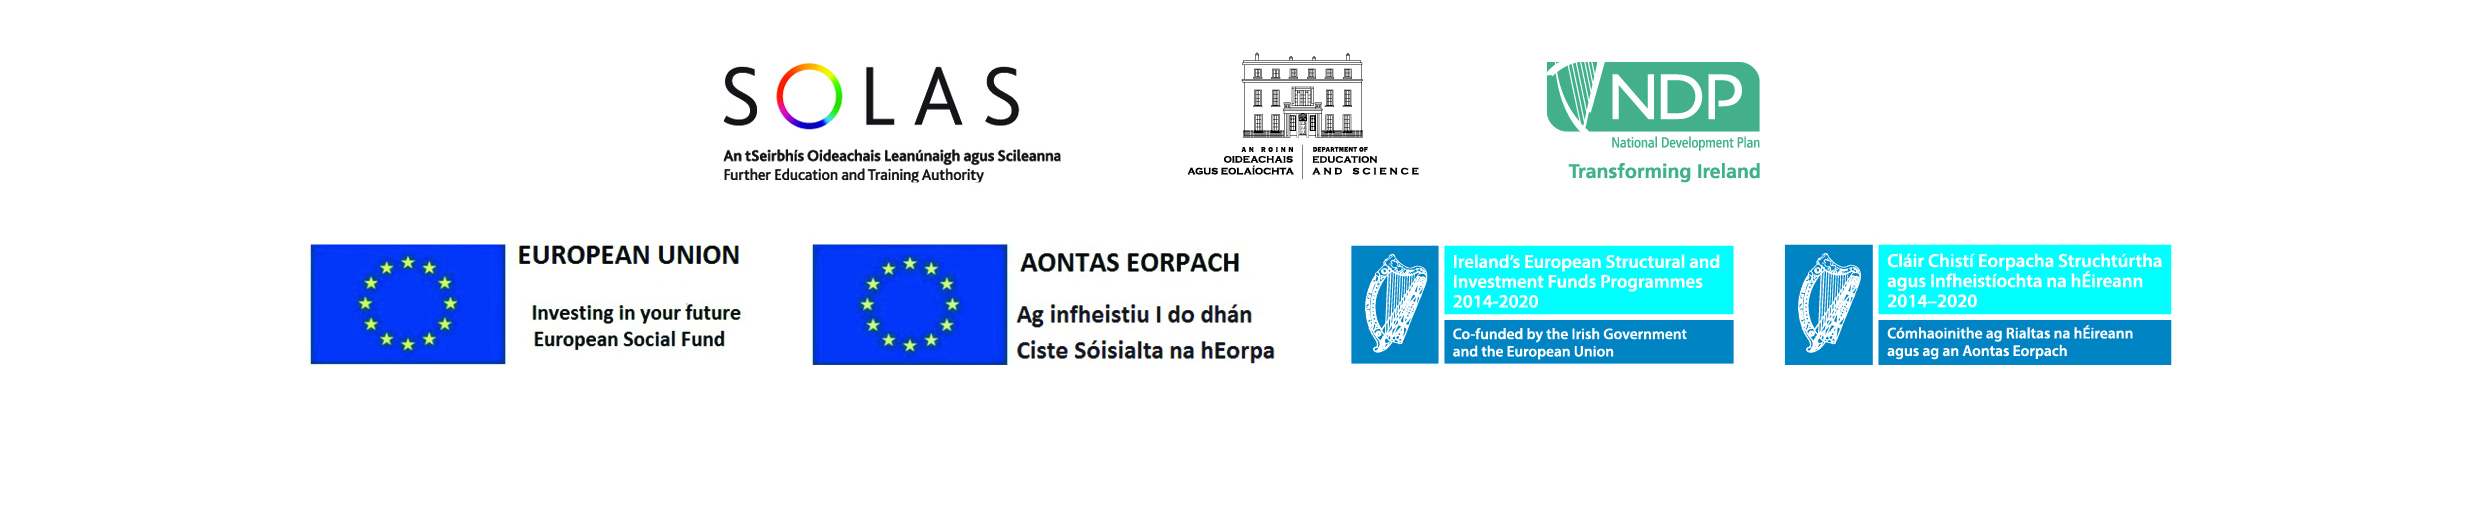 SOLAS
An tSeirbhís Oideachais Leanúnaigh agus Scileanna
Further Education and Training Authority
AN ROINN
OIDEACHAIS
AGUS EOLAÍOCHTA
DEPARTMENT OF
EDUCATION
AND SCIENCE
NDP
National Development Plan
Transforming Ireland
EUROPEAN UNION
Investing in your future
European Social Fund
AONTAS EORPACH
Ag infheistiu I do dhán
Ciste Sóisialta na hEorpa
Ireland's European Structural and
Investment Funds Programmes
2014-2020
Co-funded by the Irish Government
and the European Union
Cláir Chistí Eorpacha Struchtúrtha
agus Infheistíochta na hÉireann
2014–2020
Cómhaoinithe ag Rialtas na hÉireann
agus ag an Aontas Eorpach